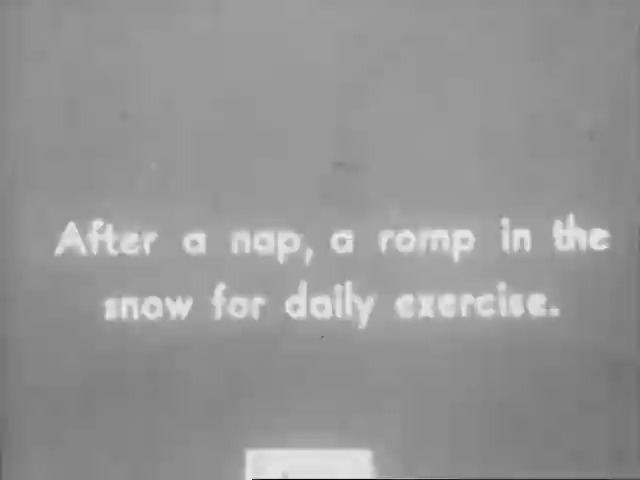 After a nap, a romp in the
snow for daily exercise.